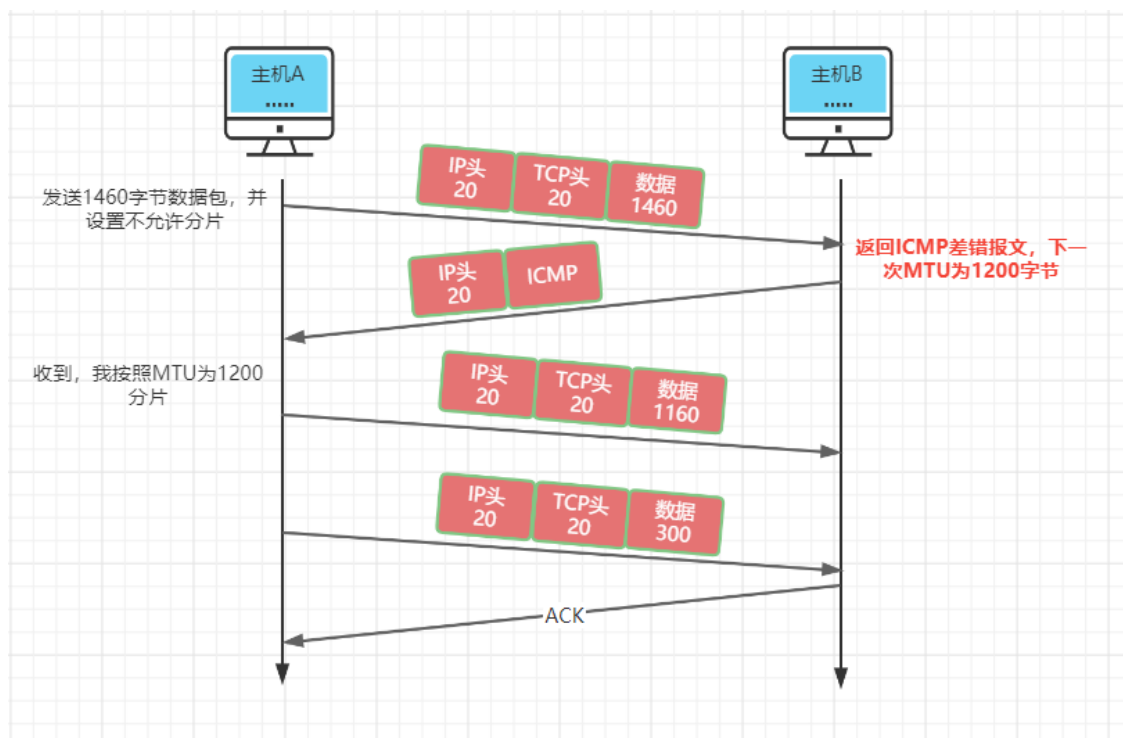 主机A
主机B
IP头
20
TCP头
20
数据
1460
发送1460字节数据包，并
设置不允许分片
返回ICMP差错报文，下一
次MTU为1200字节
IP头
20
ICMP
收到，我按照MTU为1200
分片
IP头
20
TCP头
20
数据
1160
IP头
20
TCP头
20
数据
300
ACK